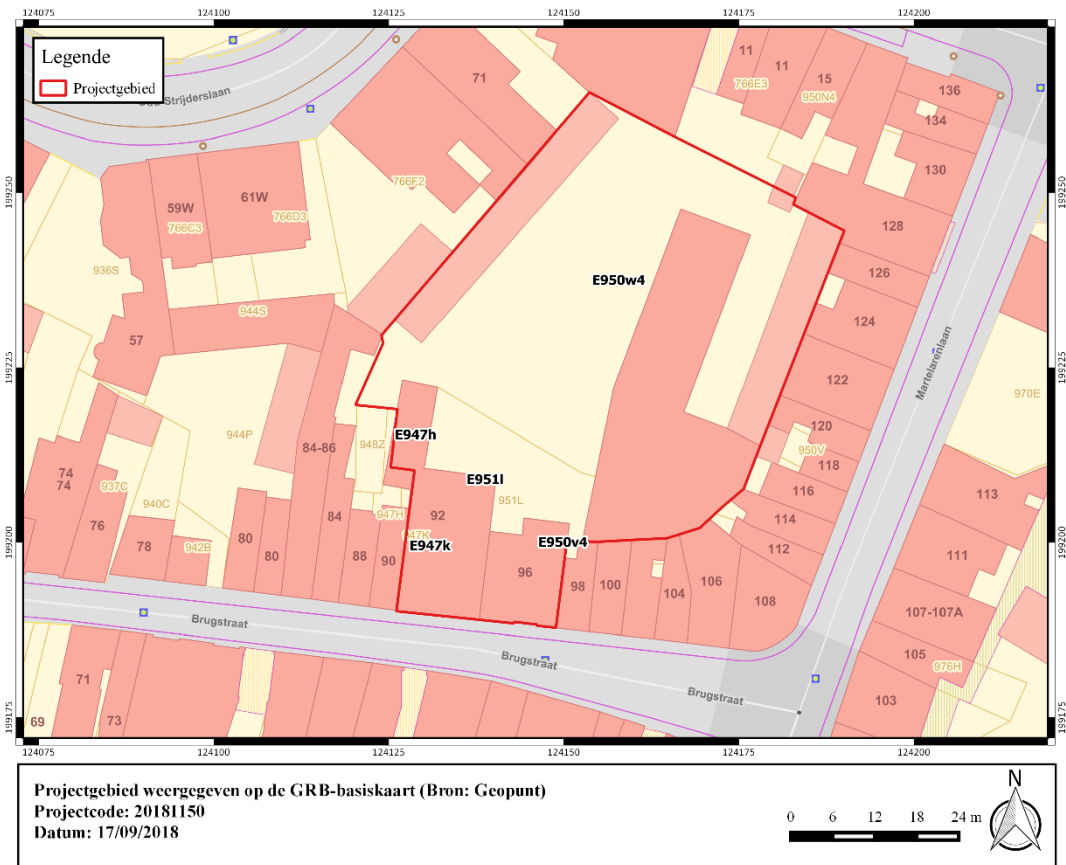 124075 124100 124125 124150 124175 124200
Legende
Projectgebied
Oud-Strijderslaan
71
11
11
15
766E3
950N4
136
134
130
128
126
124
122
120
118
116
114
112
950V
Martelarenlaan
970E
199250
199250
59W
61W
766C3
766D3
766F2
936S
944S
57
E950w4
199225
199225
944P
84-86
948Z
E947h
E951l
951L
74
74
937C
76
940C
78
942B
80
80
84
88
90
947H
947K
E947k
92
96
E950v4
98
100
104
106
108
113
111
107-107A
105
976H
103
199200
199200
Brugstraat
Brugstraat
Brugstraat
71
69
73
199175
199175
124075 124100 124125 124150 124175 124200
Projectgebied weergegeven op de GRB-basiskaart (Bron: Geopunt)
Projectcode: 2018I150
Datum: 17/09/2018
0 6 12 18 24 m
N